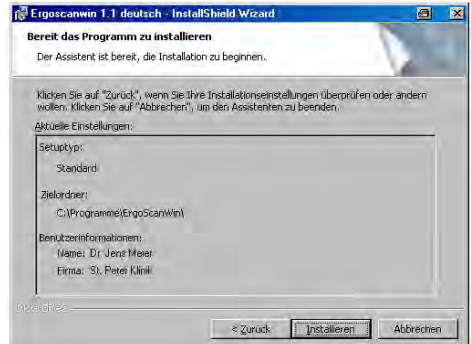 Ergoscanwin 1.1 deutsch - InstallShield Wizard
Bereit das Programm zu installieren
Der Assistent ist bereit, die Installation zu beginnen.
Klicken Sie auf "Zurück", wenn Sie Ihre Installationseinstellungen überprüfen oder ändern
wollen. Klicken Sie auf "Abbrechen", um den Assistenten zu beenden.
Aktuelle Einstellungen:
Setuptyp:
Standard
Zielordner:
C:\Programme\ErgoScanWin\
Benutzerinformationen:
Name: Dr. Jens Meier
Firma: St. Peter Klinik
InstallShield
< Zurück
Installieren
Abbrechen